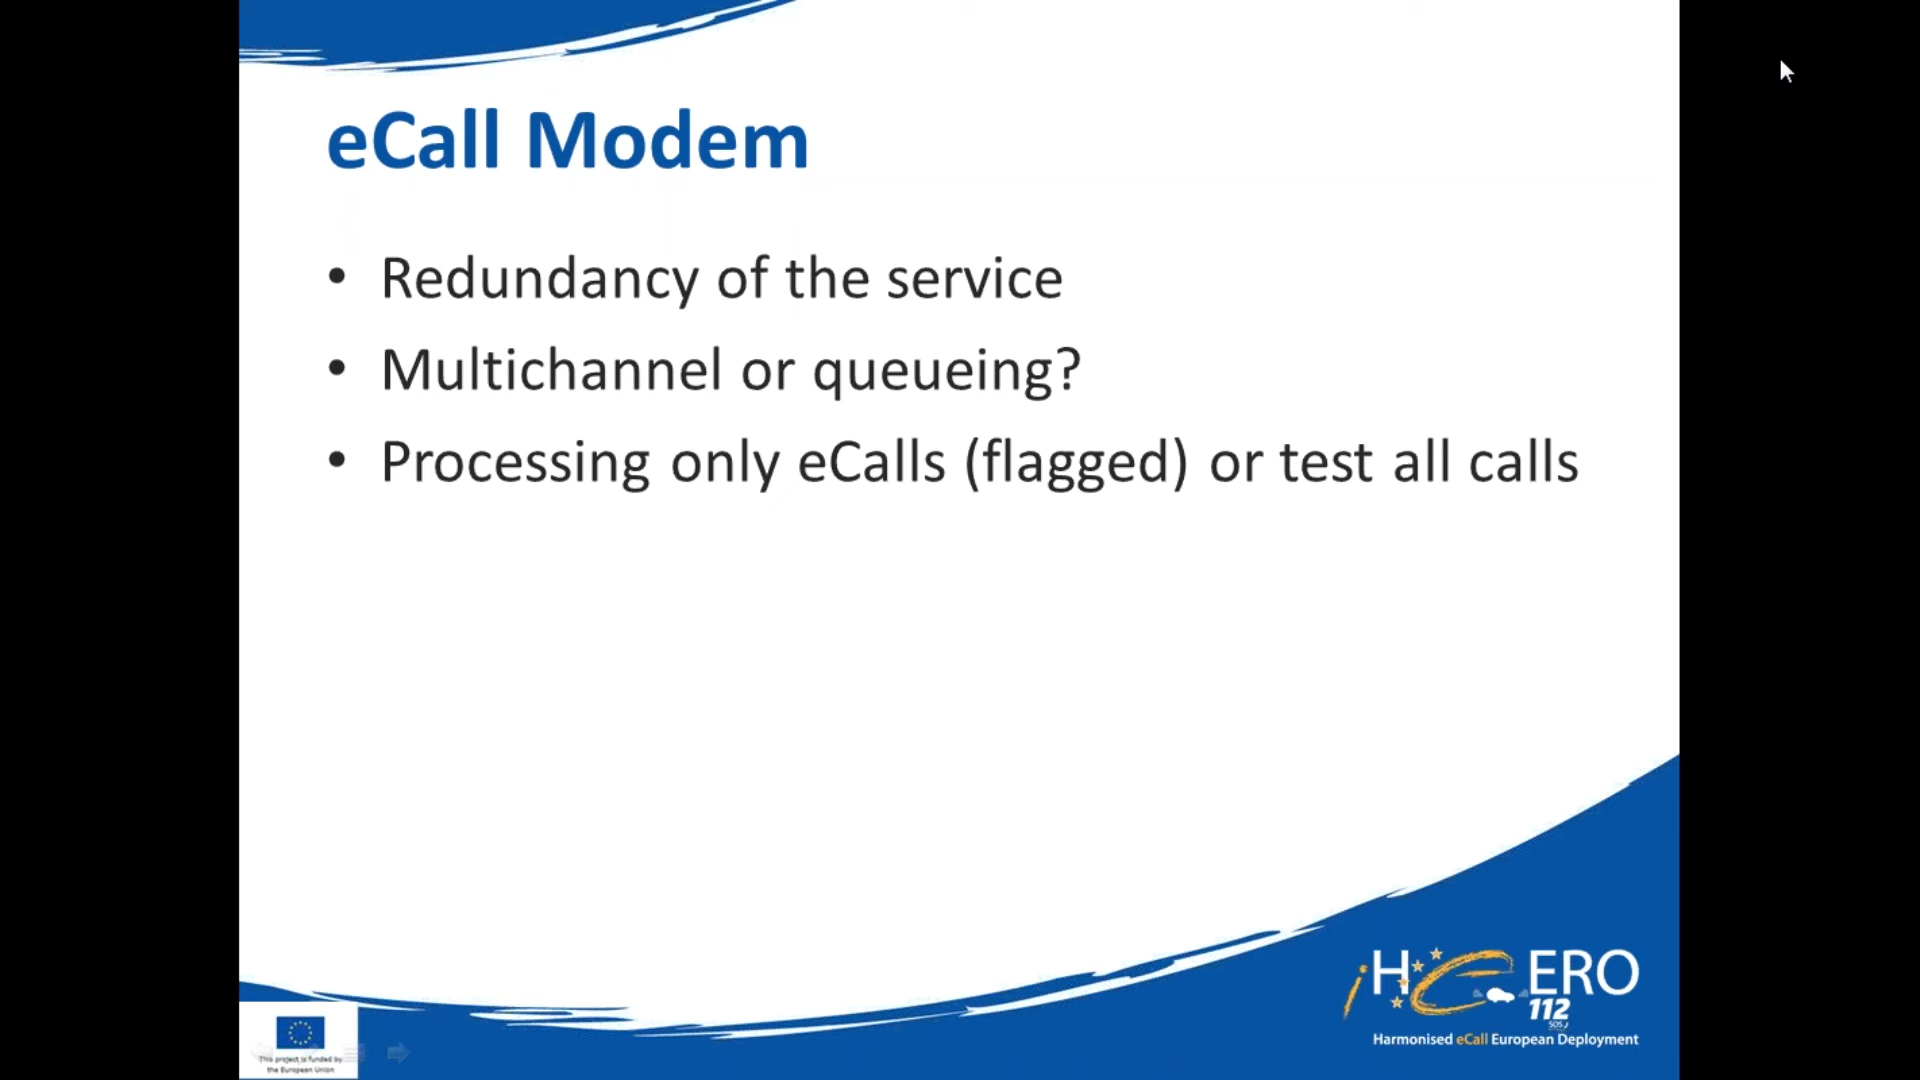 eCall Modem
• Redundancy of the service
• Multichannel or queueing?
• Processing only eCalls (flagged) or test all calls
iHeERO
112
SOS
Harmonised eCall European Deployment
This project is funded by
the European Union